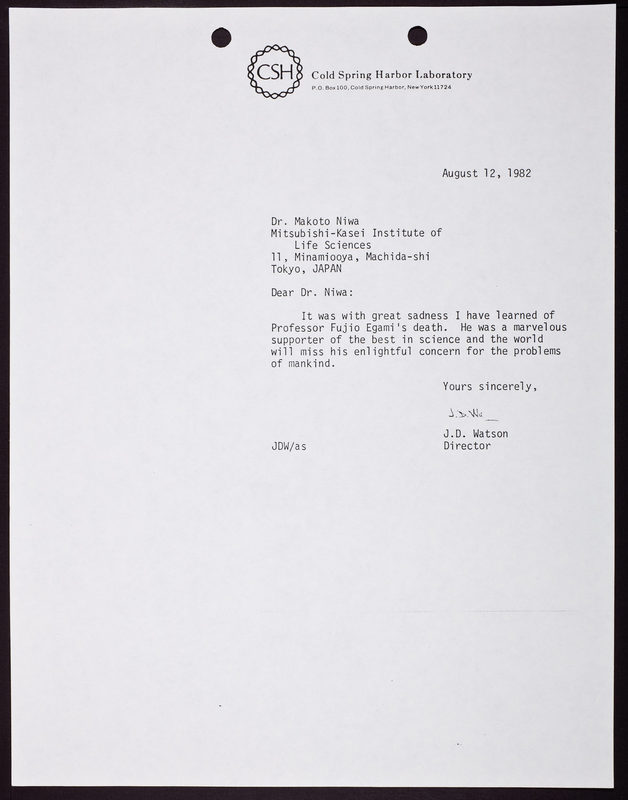 CSH
Cold Spring Harbor Laboratory
P.O. Box 100, Cold Spring Harbor, New York 11724
August 12, 1982
Dr. Makoto Niwa
Mitsubishi-Kasei Institute of
Life Sciences
11, Minamiooya, Machida-shi
Tokyo, JAPAN
Dear Dr. Niwa:
It was with great sadness I have learned of
Professor Fujio Egami's death. He was a marvelous
supporter of the best in science and the world
will miss his enlightful concern for the problems
of mankind.
Yours sincerely,
J.D. Wa
J.D. Watson
JDW/as Director